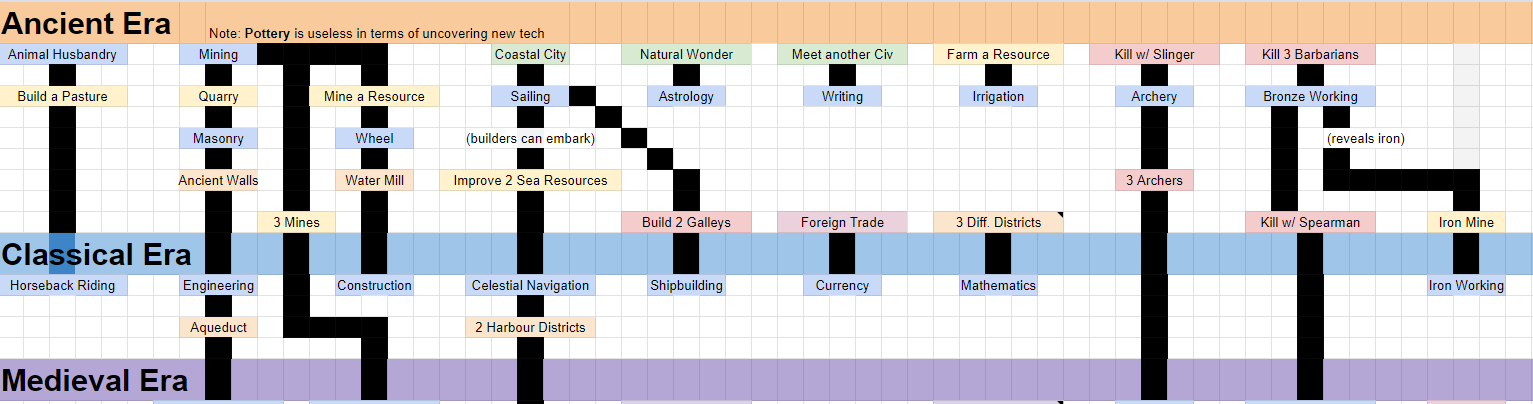 Ancient Era
Note: Pottery is useless in terms of uncovering new tech
Animal Husbandry Mining Coastal City Natural Wonder Meet another Civ Farm a Resource Kill w/ Slinger Kill 3 Barbarians
Build a Pasture Quarry Mine a Resource Sailing Astrology Writing Irrigation Archery Bronze Working
Masonry Wheel (builders can embark) (reveals iron)
Ancient Walls Water Mill Improve 2 Sea Resources 3 Archers
3 Mines Build 2 Galleys Foreign Trade 3 Diff. Districts Kill w/ Spearman Iron Mine
Classical Era
Horseback Riding Engineering Construction Celestial Navigation Shipbuilding Currency Mathematics Iron Working
Aqueduct 2 Harbour Districts
Medieval Era